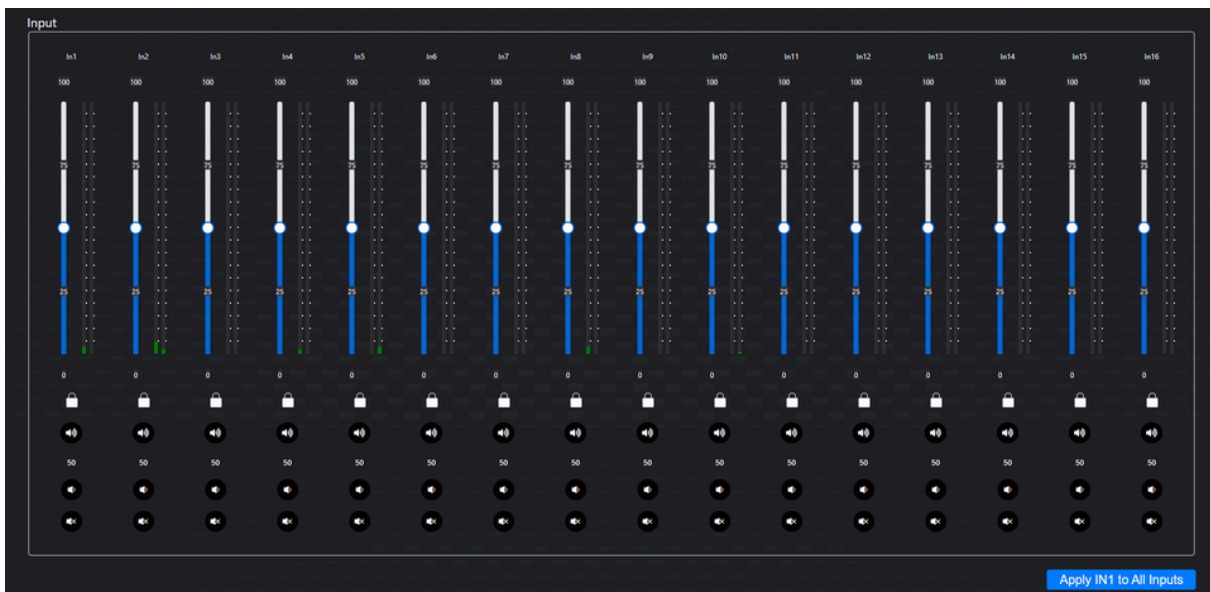 Input
In1 In2 In3 In4 In5 In6 In7 In8 In9 In10 In11 In12 In13 In14 In15 In16
100 100 100 100 100 100 100 100 100 100 100 100 100 100 100 100
75 75 75 75 75 75 75 75 75 75 75 75 75 75 75 75
25 25 25 25 25 25 25 25 25 25 25 25 25 25 25 25
0 0 0 0 0 0 0 0 0 0 0 0 0 0 0 0
50 50 50 50 50 50 50 50 50 50 50 50 50 50 50 50
Apply IN1 to All Inputs